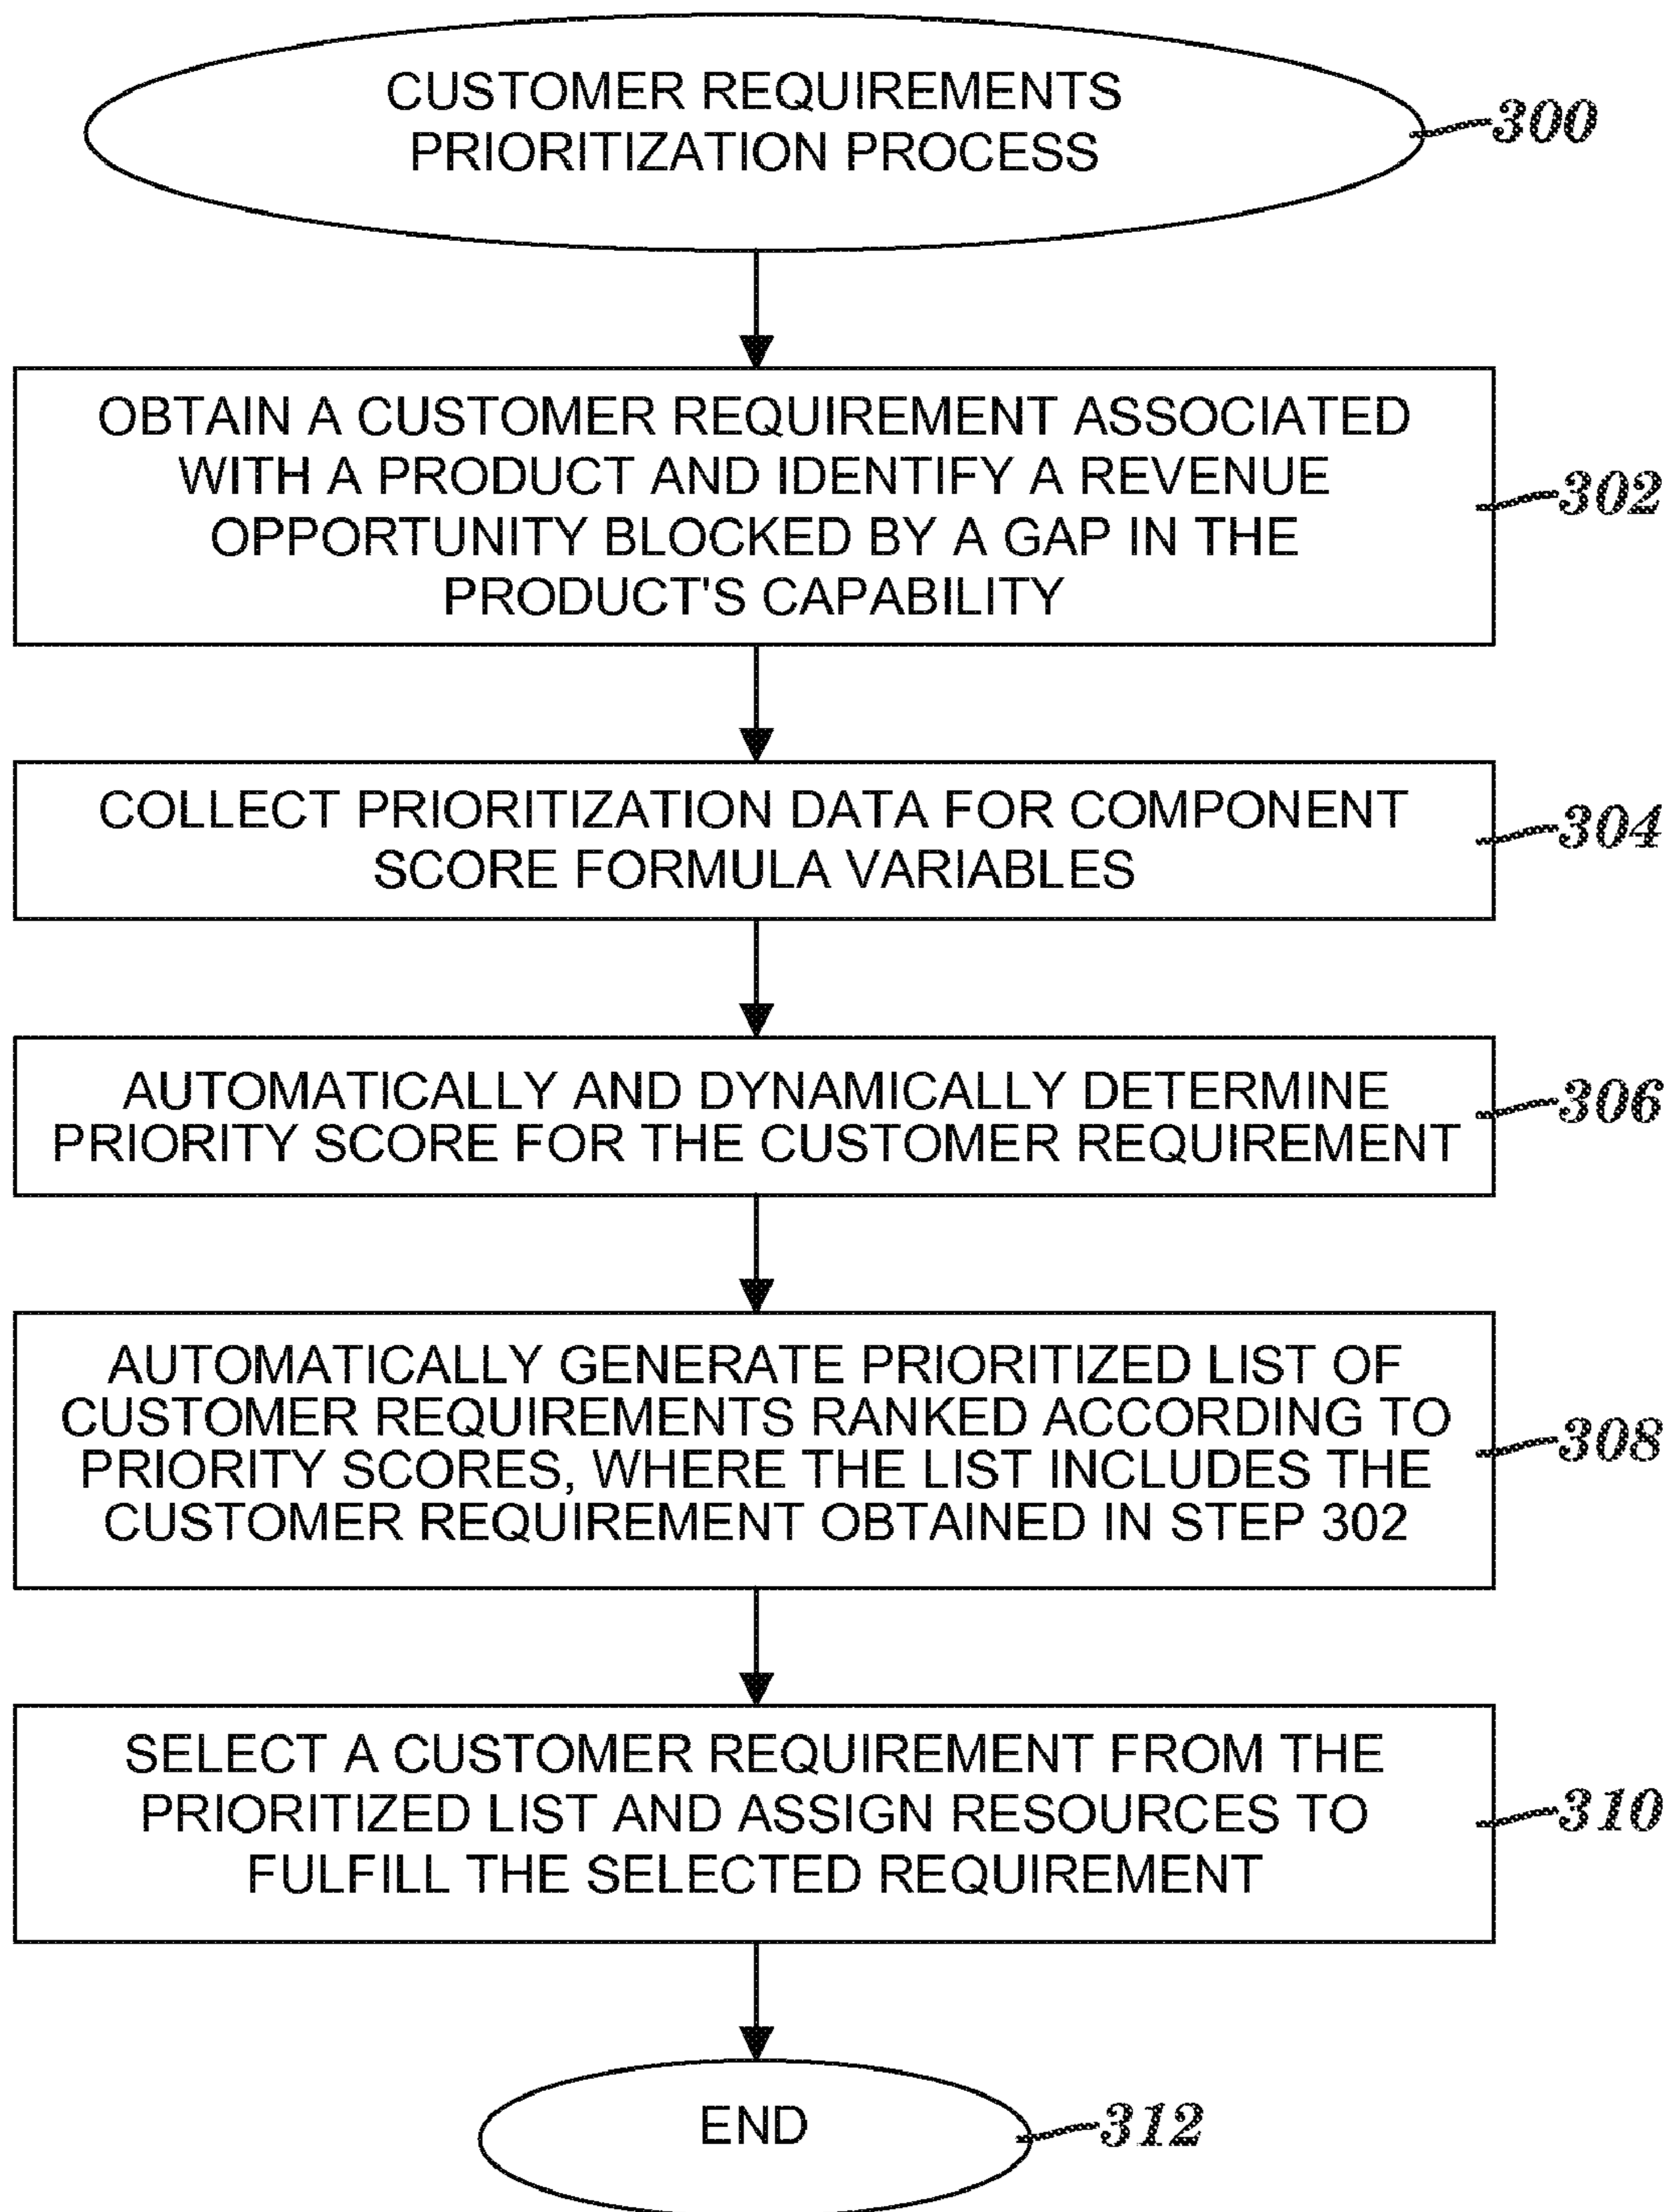 CUSTOMER REQUIREMENTS
PRIORITIZATION PROCESS
300
OBTAIN A CUSTOMER REQUIREMENT ASSOCIATED
WITH A PRODUCT AND IDENTIFY A REVENUE
OPPORTUNITY BLOCKED BY A GAP IN THE
PRODUCT'S CAPABILITY
302
COLLECT PRIORITIZATION DATA FOR COMPONENT
SCORE FORMULA VARIABLES
304
AUTOMATICALLY AND DYNAMICALLY DETERMINE
PRIORITY SCORE FOR THE CUSTOMER REQUIREMENT
306
AUTOMATICALLY GENERATE PRIORITIZED LIST OF
CUSTOMER REQUIREMENTS RANKED ACCORDING TO
PRIORITY SCORES, WHERE THE LIST INCLUDES THE
CUSTOMER REQUIREMENT OBTAINED IN STEP 302
308
SELECT A CUSTOMER REQUIREMENT FROM THE
PRIORITIZED LIST AND ASSIGN RESOURCES TO
FULFILL THE SELECTED REQUIREMENT
310
END
312